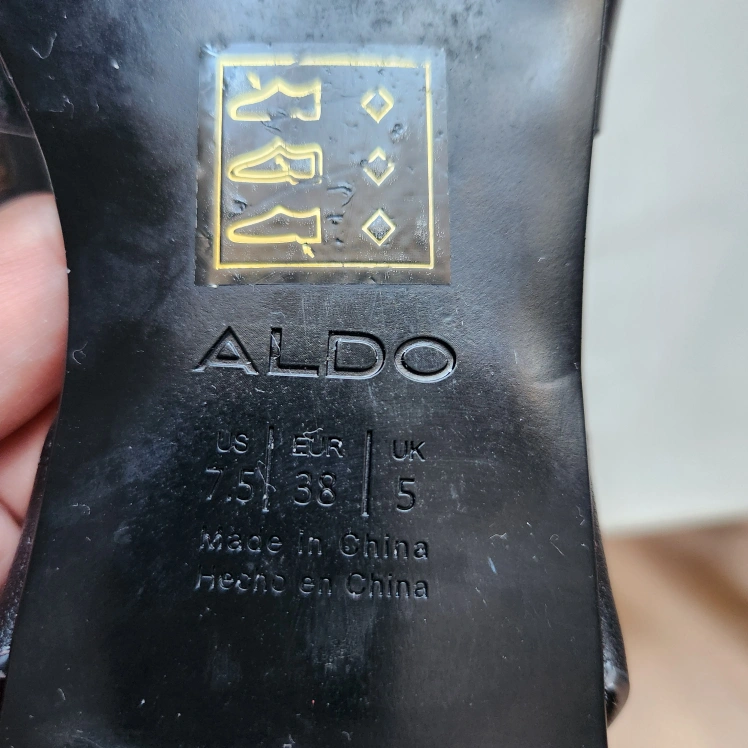 ALDO
US | EUR | UK
7.5 | 38 | 5
Made in China
Hecho en China